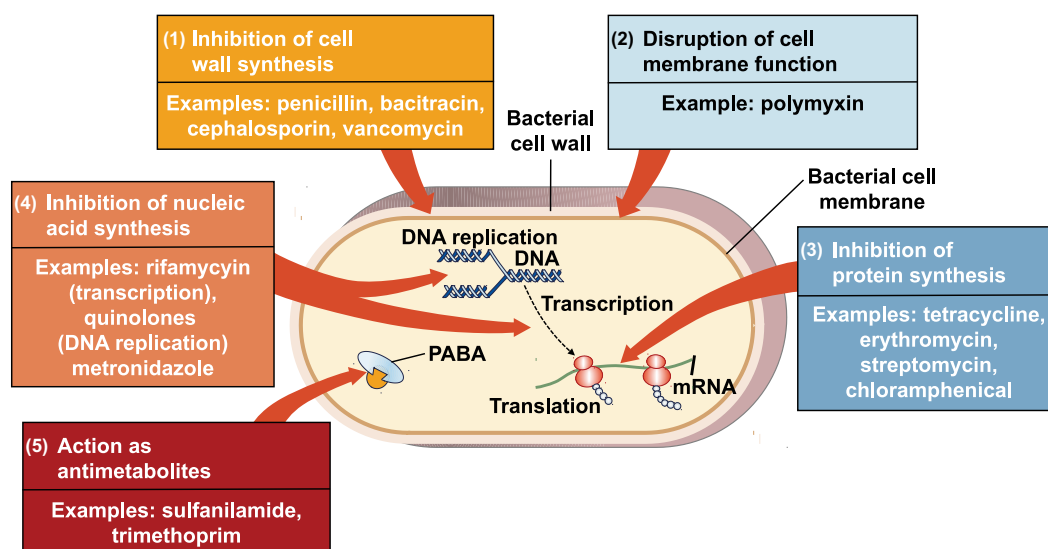 (1) Inhibition of cell
wall synthesis
Examples: penicillin, bacitracin,
cephalosporin, vancomycin
(2) Disruption of cell
membrane function
Example: polymyxin
Bacterial
cell wall
Bacterial cell
membrane
(4) Inhibition of nucleic
acid synthesis
Examples: rifamycyin
(transcription),
quinolones
(DNA replication)
metronidazole
DNA replication
DNA
Transcription
(3) Inhibition of
protein synthesis
Examples: tetracycline,
erythromycin,
streptomycin,
chloramphenical
PABA
mRNA
Translation
(5) Action as
antimetabolites
Examples: sulfanilamide,
trimethoprim